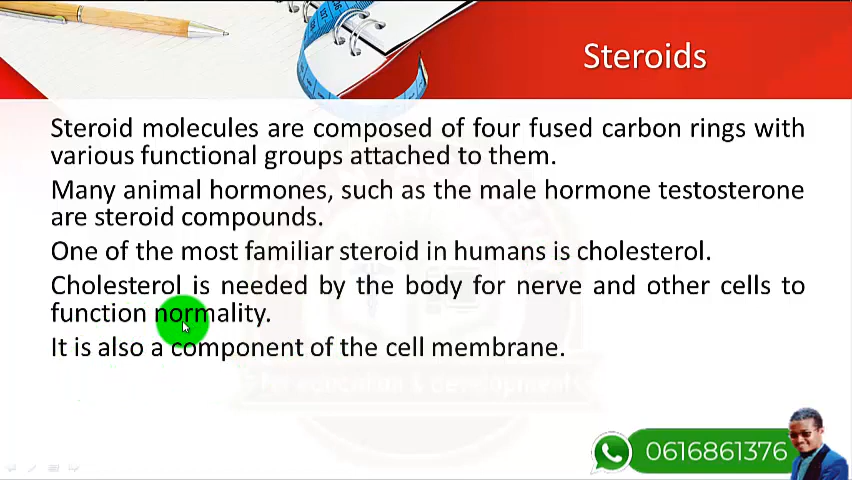 Steroids
Steroid molecules are composed of four fused carbon rings with
various functional groups attached to them.
Many animal hormones, such as the male hormone testosterone
are steroid compounds.
One of the most familiar steroid in humans is cholesterol.
Cholesterol is needed by the body for nerve and other cells to
function normality.
It is also a component of the cell membrane.
0616861376